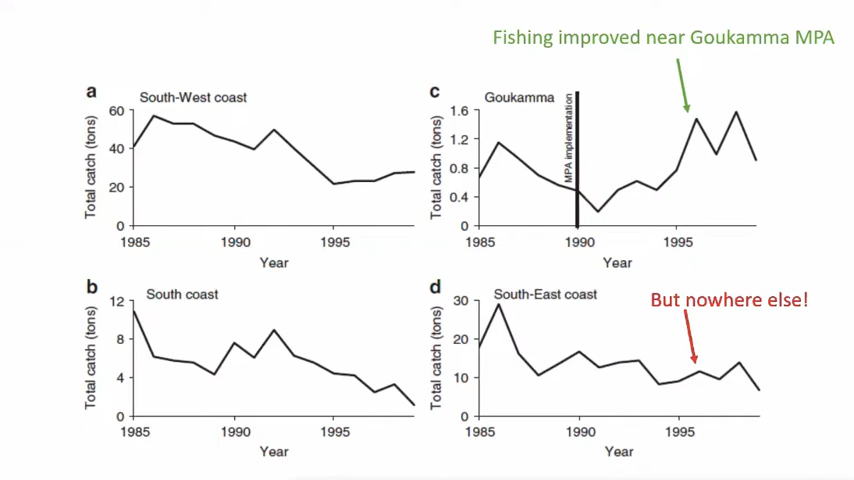 Fishing improved near Goukamma MPA
a
South-West coast
60
40
20
0
Total catch (tons)
1985
1990
1995
Year
c
Goukamma
MPA implementation
1.6
1.2
0.8
0.4
0
Total catch (tons)
1985
1990
1995
Year
b
South coast
12
8
4
0
Total catch (tons)
1985
1990
1995
Year
d
South-East coast
But nowhere else!
30
20
10
0
Total catch (tons)
1985
1990
1995
Year